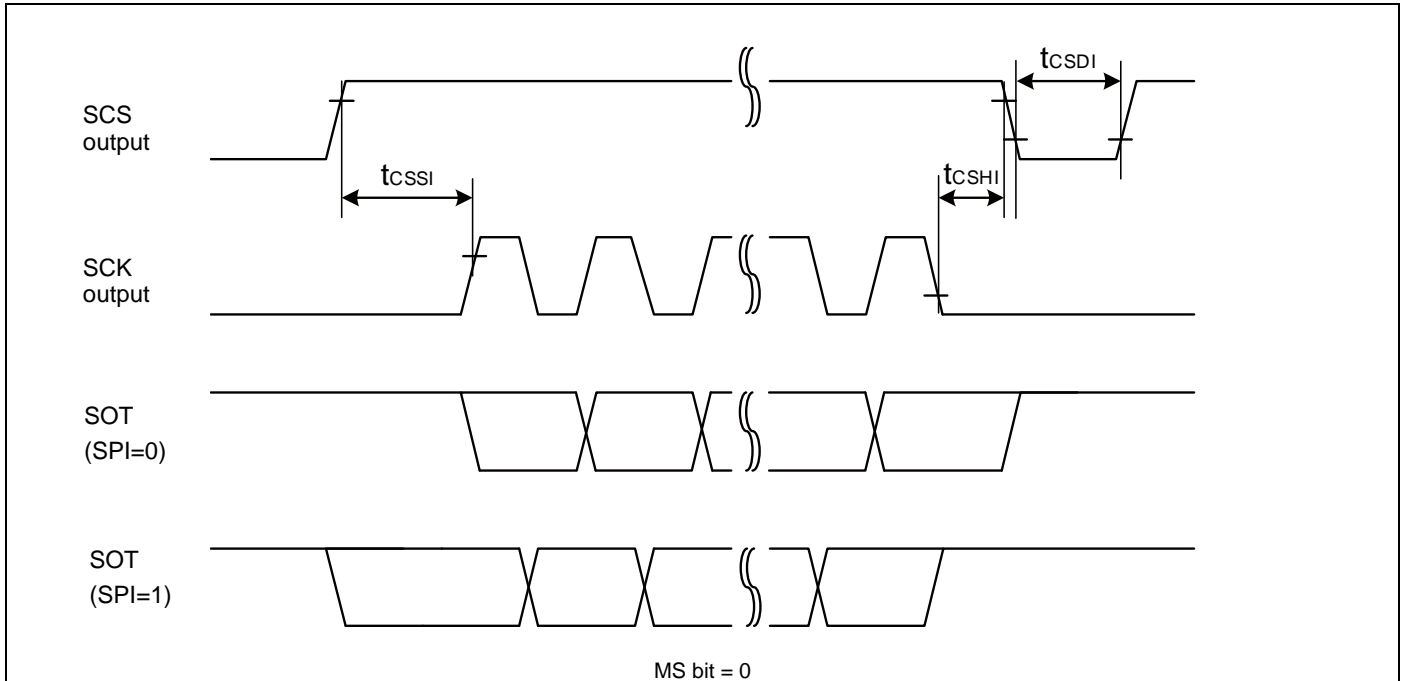 tCSDI
SCS
output
tCSSI
tCSHI
SCK
output
SOT
(SPI=0)
SOT
(SPI=1)
MS bit = 0